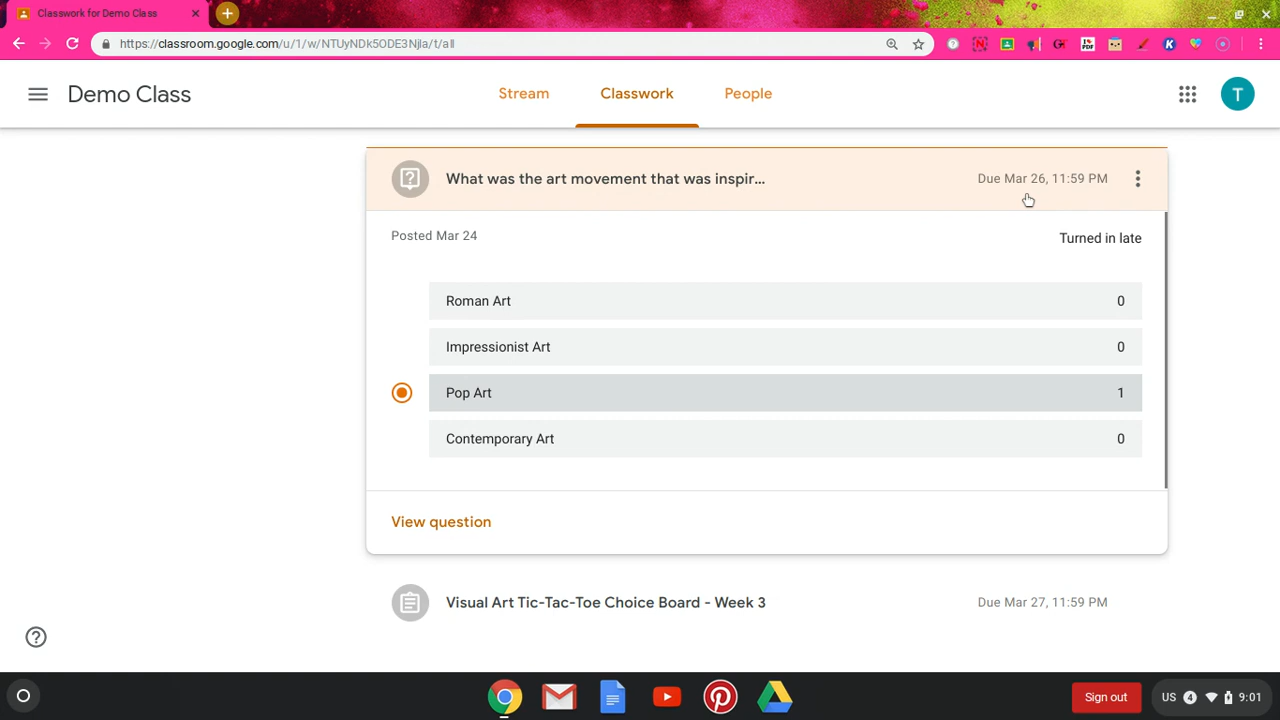 Classwork for Demo Class
https://classroom.google.com/u/1/w/NTUyNDk5ODE3Njla/t/all
Demo Class
Stream
Classwork
People
T
What was the art movement that was inspir...
Due Mar 26, 11:59 PM
Posted Mar 24
Turned in late
Roman Art 0
Impressionist Art 0
Pop Art 1
Contemporary Art 0
View question
Visual Art Tic-Tac-Toe Choice Board - Week 3
Due Mar 27, 11:59 PM
Sign out
US 4 9:01